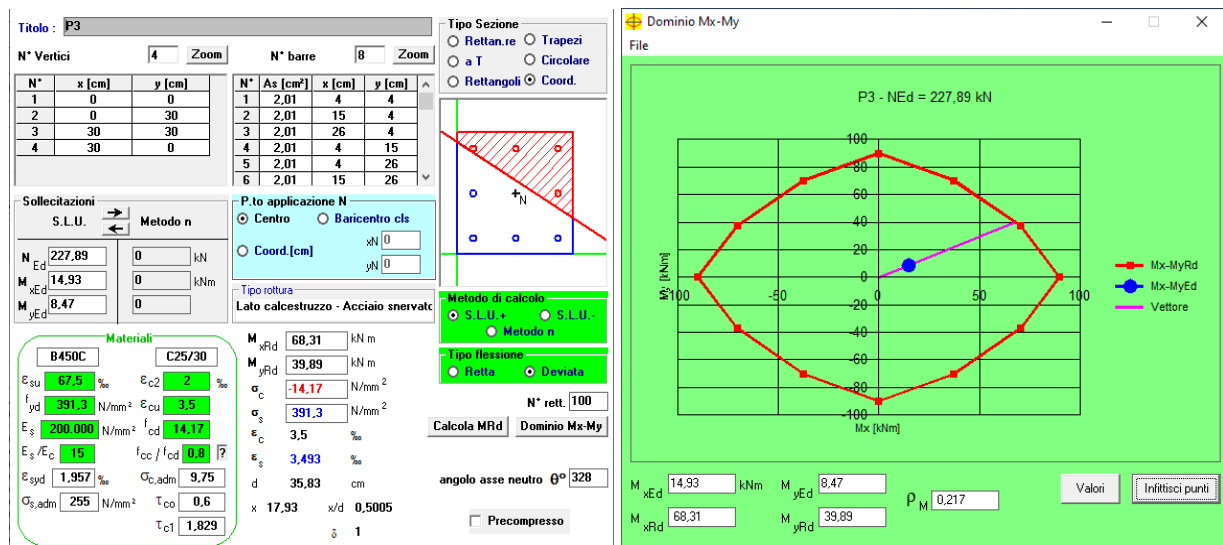 Titolo : P3
N° Vertici 4 Zoom N° barre 8 Zoom
N° x [cm] y [cm]
1 0 0
2 0 30
3 30 30
4 30 0
N° As [cm²] x [cm] y [cm]
1 2,01 4 4
2 2,01 15 4
3 2,01 26 4
4 2,01 4 15
5 2,01 4 26
6 2,01 15 26
Tipo Sezione
Rettan.re Trapezi
a T Circolare
Rettangoli Coord.
N
Sollecitazioni
S.L.U. Metodo n
N Ed 227,89 0 kN
M xEd 14,93 0 kNm
M yEd 8,47 0
P.to applicazione N
Centro Baricentro cls
Coord.[cm] xN 0
yN 0
Tipo rottura
Lato calcestruzzo - Acciaio snervato
Metodo di calcolo
S.L.U.+ S.L.U.-
Metodo n
Tipo flessione
Retta Deviata
N° rett. 100
Calcola MRd Dominio Mx-My
angolo asse neutro θ° 328
Precompresso
Materiali
B450C C25/30
εsu 67,5 ‰ εc2 2 ‰
fyd 391,3 N/mm² εcu 3,5
Es 200.000 N/mm² fcd 14,17
Es /Ec 15 fcc / fcd 0,8 ?
εsyd 1,957 ‰ σc,adm 9,75
σs,adm 255 N/mm² τco 0,6
τc1 1,829
M xRd 68,31 kN m
M yRd 39,89 kN m
σc -14,17 N/mm²
σs 391,3 N/mm²
εc 3,5 ‰
εs 3,493 ‰
d 35,83 cm
x 17,93 x/d 0,5005
δ 1
Dominio Mx-My
File
P3 - NEd = 227,89 kN
100
80
60
40
20
0
-20
-40
-60
-80
-100
-100 -50 0 50 100
My [kNm]
Mx [kNm]
Mx-MyRd
Mx-MyEd
Vettore
M xEd 14,93 kNm M yEd 8,47
M xRd 68,31 M yRd 39,89
ρM 0,217
Valori Infittisci punti